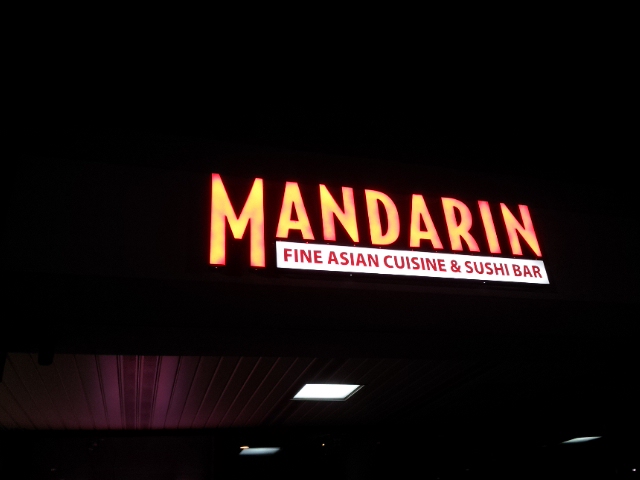 MANDARIN
FINE ASIAN CUISINE & SUSHI BAR